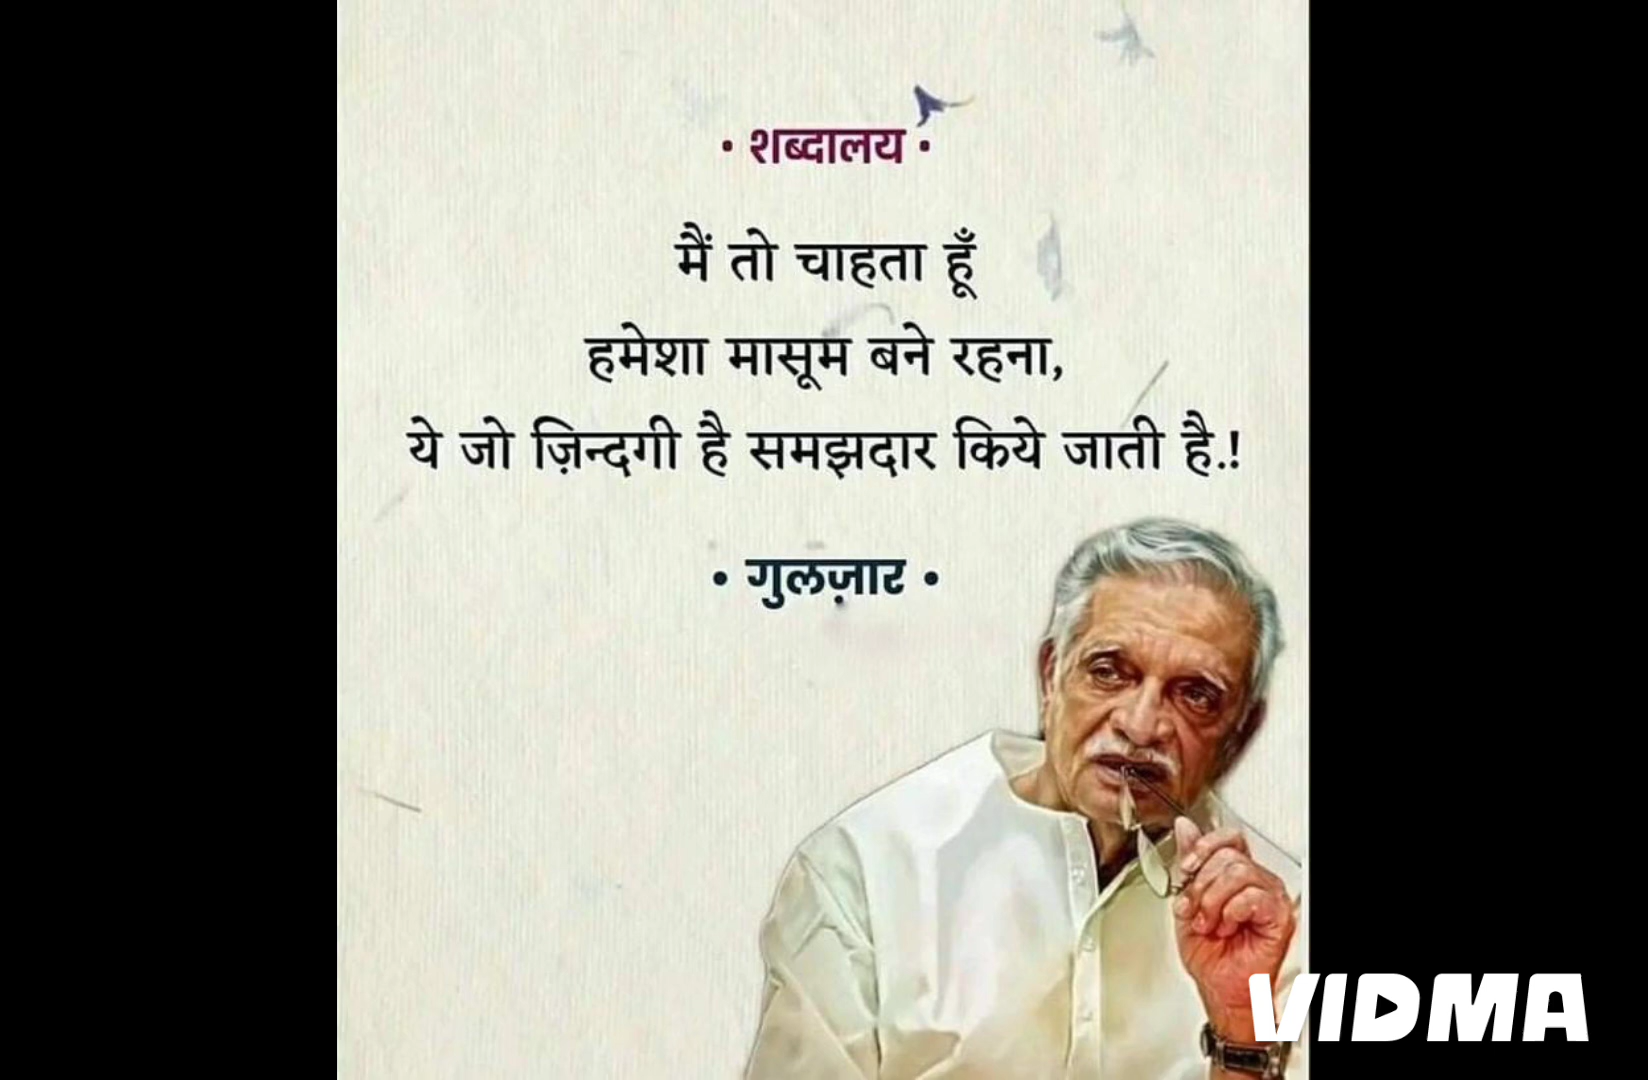 • शब्दालय •
मैं तो चाहता हूँ
हमेशा मासूम बने रहना,
ये जो ज़िन्दगी है समझदार किये जाती है.!
• गुलज़ार •
VIDMA